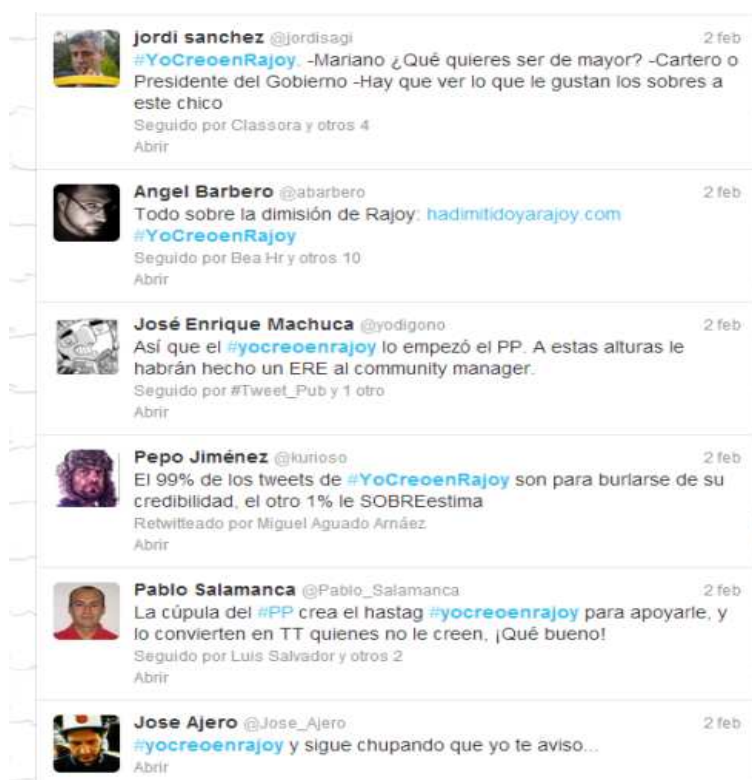 jordi sanchez @jordisagi 2 feb
#YoCreoenRajoy. -Mariano ¿Qué quieres ser de mayor? -Cartero o
Presidente del Gobierno -Hay que ver lo que le gustan los sobres a
este chico
Seguido por Classora y otros 4
Abrir
Angel Barbero @abarbero 2 feb
Todo sobre la dimisión de Rajoy: hadimitidoyarajoy.com
#YoCreoenRajoy
Seguido por Bea Hr y otros 10
Abrir
José Enrique Machuca @yodigono 2 feb
Así que el #yocreoenrajoy lo empezó el PP. A estas alturas le
habrán hecho un ERE al community manager.
Seguido por #Tweet_Pub y 1 otro
Abrir
Pepo Jiménez @kurioso 2 feb
El 99% de los tweets de #YoCreoenRajoy son para burlarse de su
credibilidad, el otro 1% le SOBREestima
Retwitteado por Miguel Aguado Arnáez
Abrir
Pablo Salamanca @Pablo_Salamanca 2 feb
La cúpula del #PP crea el hastag #yocreoenrajoy para apoyarle, y
lo convierten en TT quienes no le creen, ¡Qué bueno!
Seguido por Luis Salvador y otros 2
Abrir
Jose Ajero @Jose_Ajero 2 feb
#yocreoenrajoy y sigue chupando que yo te aviso...
Abrir